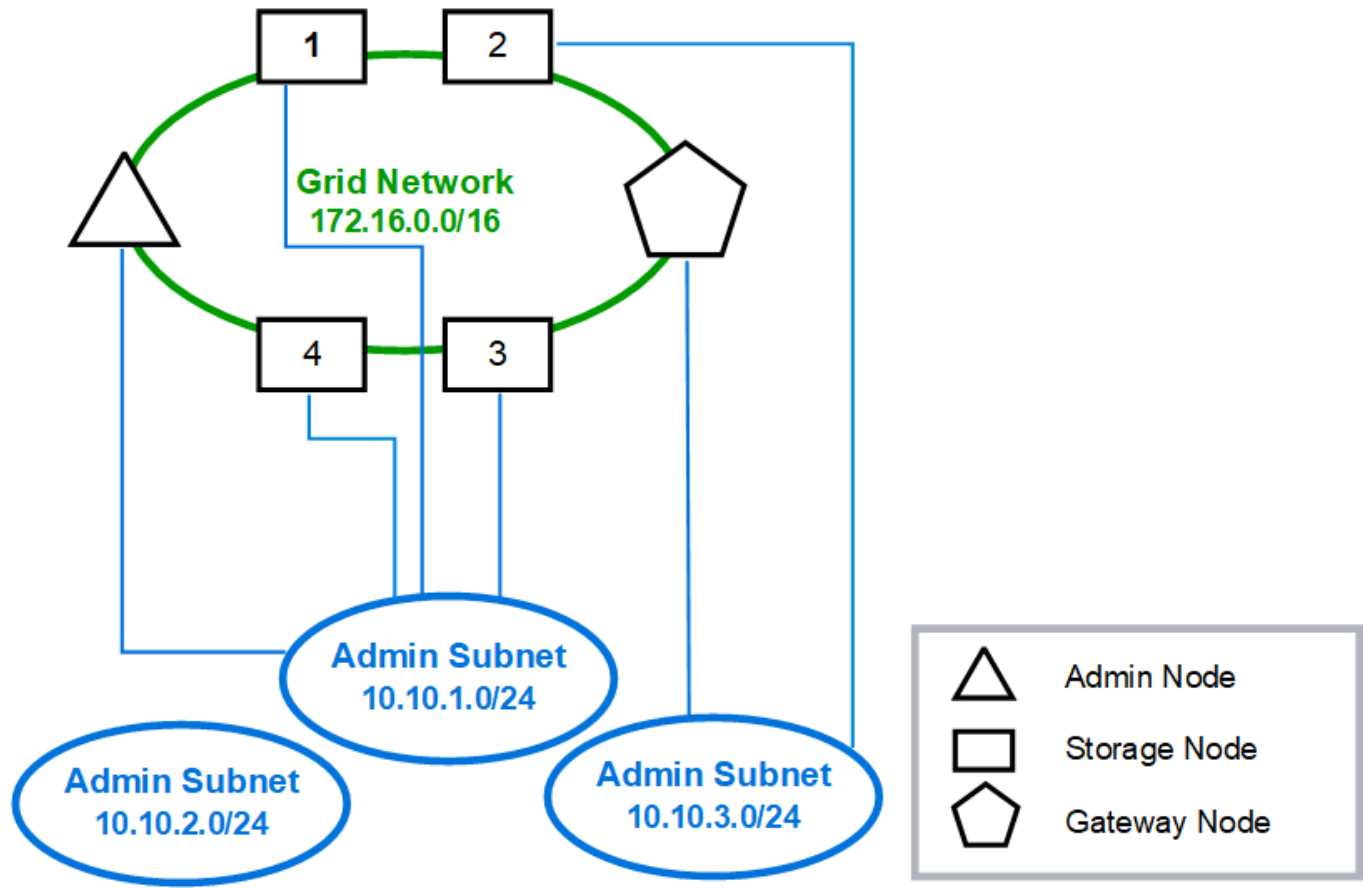 1
2
Grid Network
172.16.0.0/16
4
3
Admin Subnet
10.10.1.0/24
Admin Subnet
10.10.2.0/24
Admin Subnet
10.10.3.0/24
Admin Node
Storage Node
Gateway Node